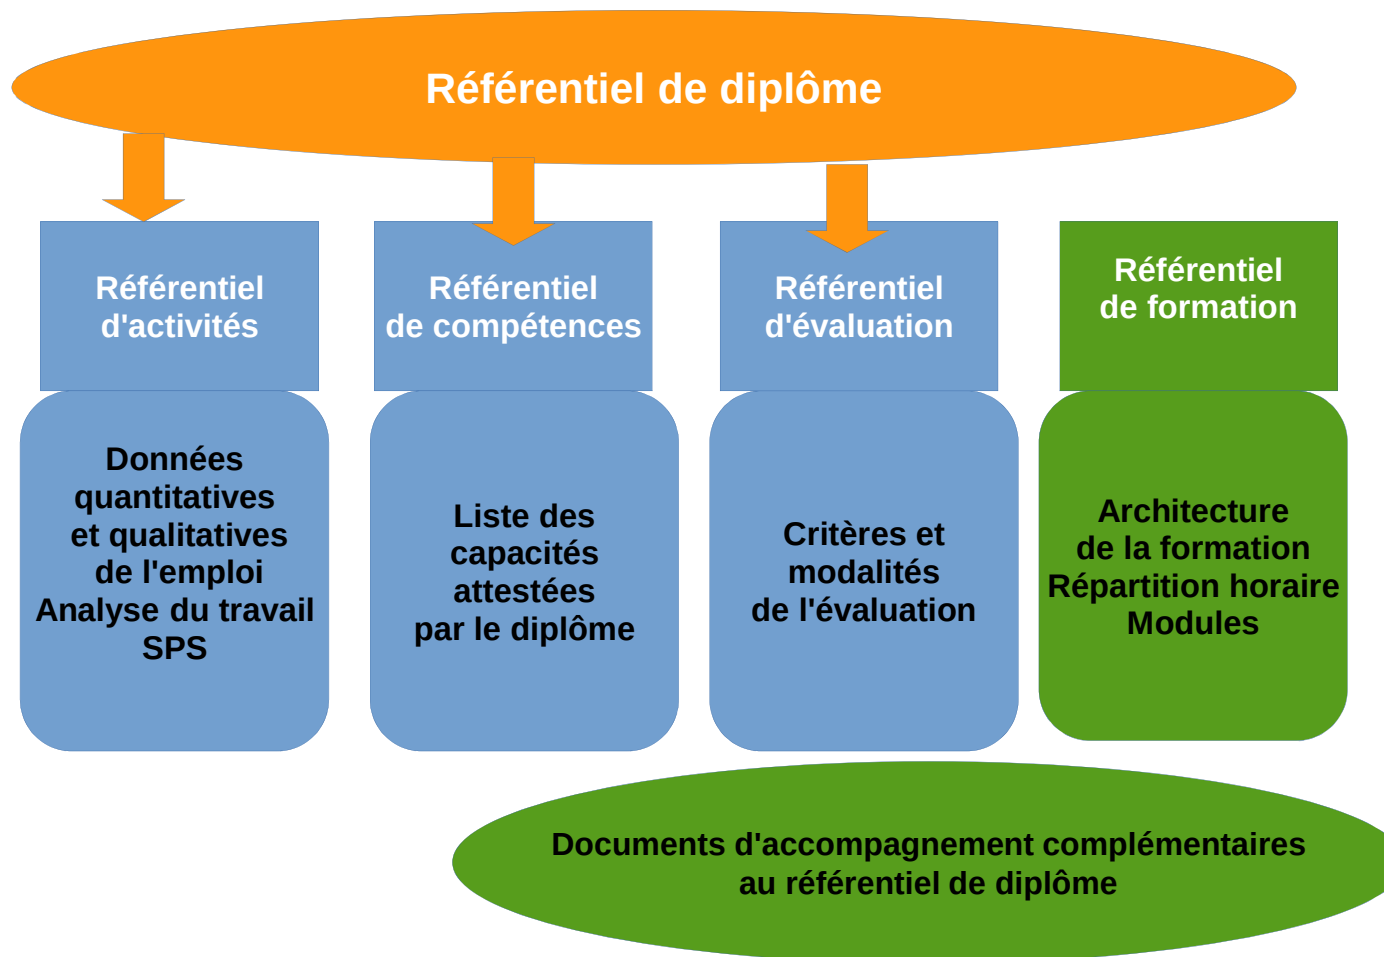 Référentiel de diplôme
Référentiel
d'activités
Référentiel
de compétences
Référentiel
d'évaluation
Référentiel
de formation
Données
quantitatives
et qualitatives
de l'emploi
Analyse du travail
SPS
Liste des
capacités
attestées
par le diplôme
Critères et
modalités
de l'évaluation
Architecture
de la formation
Répartition horaire
Modules
Documents d'accompagnement complémentaires
au référentiel de diplôme